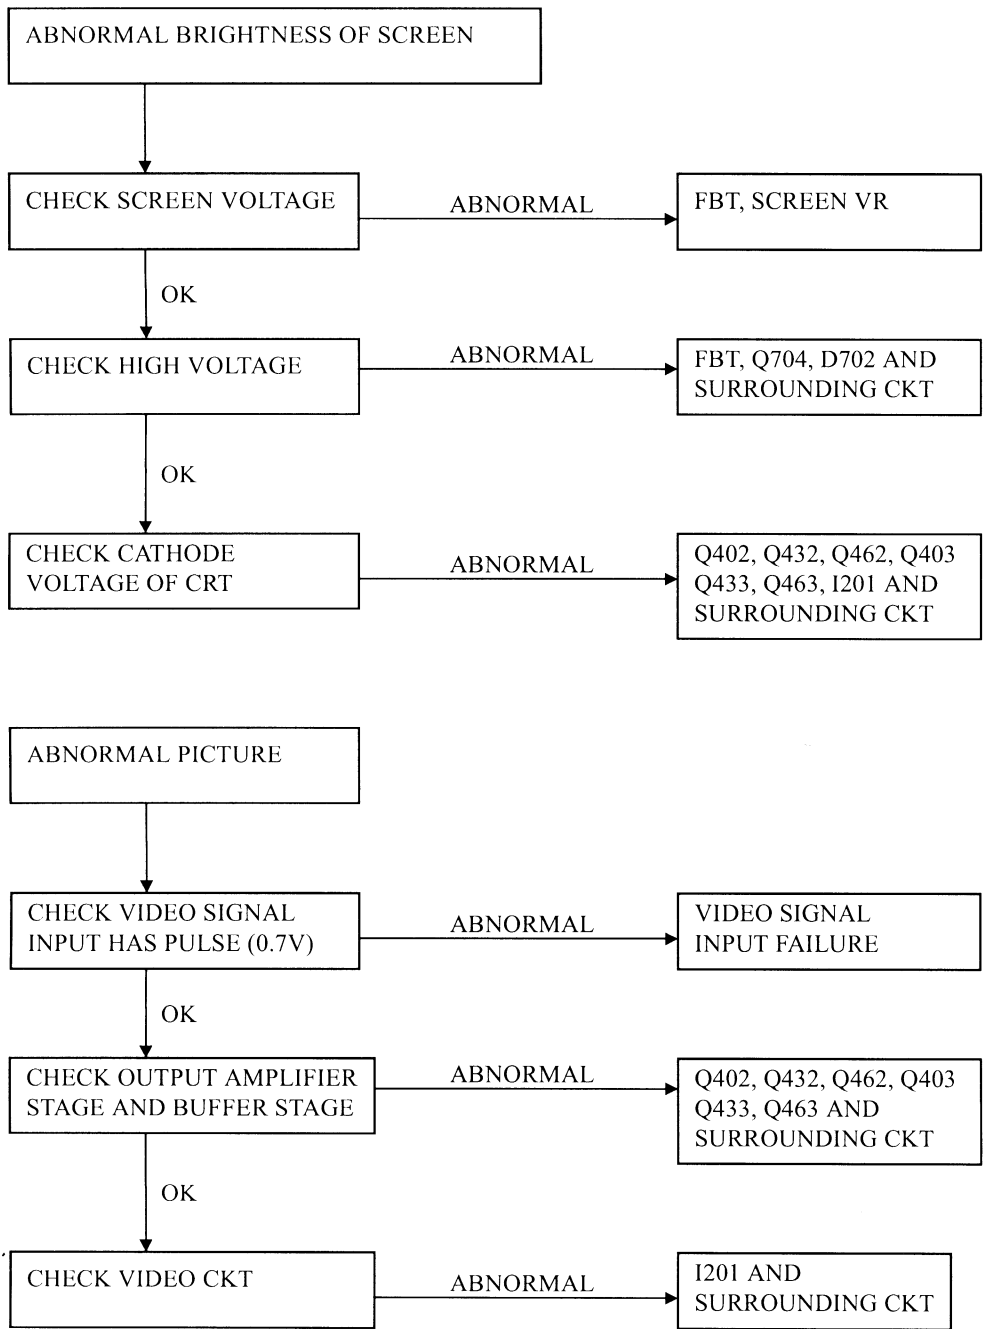 ABNORMAL BRIGHTNESS OF SCREEN
CHECK SCREEN VOLTAGE
ABNORMAL
FBT, SCREEN VR
OK
CHECK HIGH VOLTAGE
ABNORMAL
FBT, Q704, D702 AND
SURROUNDING CKT
OK
CHECK CATHODE
VOLTAGE OF CRT
ABNORMAL
Q402, Q432, Q462, Q403
Q433, Q463, I201 AND
SURROUNDING CKT
ABNORMAL PICTURE
CHECK VIDEO SIGNAL
INPUT HAS PULSE (0.7V)
ABNORMAL
VIDEO SIGNAL
INPUT FAILURE
OK
CHECK OUTPUT AMPLIFIER
STAGE AND BUFFER STAGE
ABNORMAL
Q402, Q432, Q462, Q403
Q433, Q463 AND
SURROUNDING CKT
OK
CHECK VIDEO CKT
ABNORMAL
I201 AND
SURROUNDING CKT